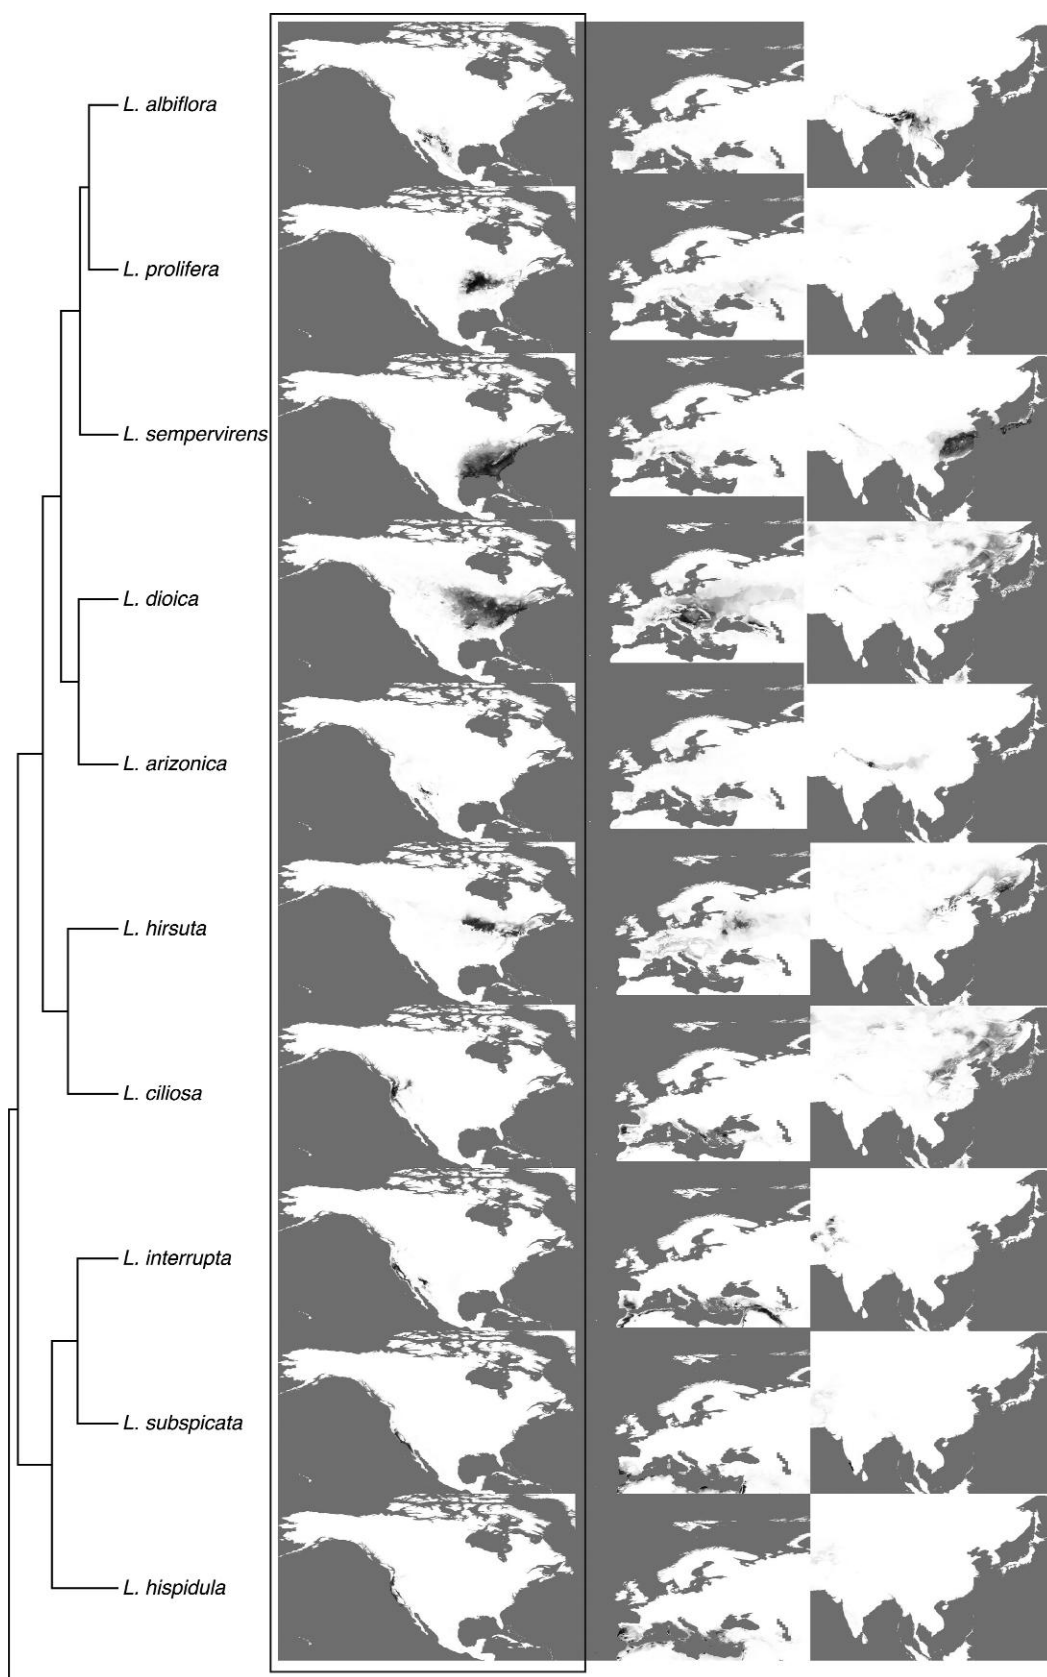 L. albiflora
L. prolifera
L. sempervirens
L. dioica
L. arizonica
L. hirsuta
L. ciliosa
L. interrupta
L. subspicata
L. hispidula